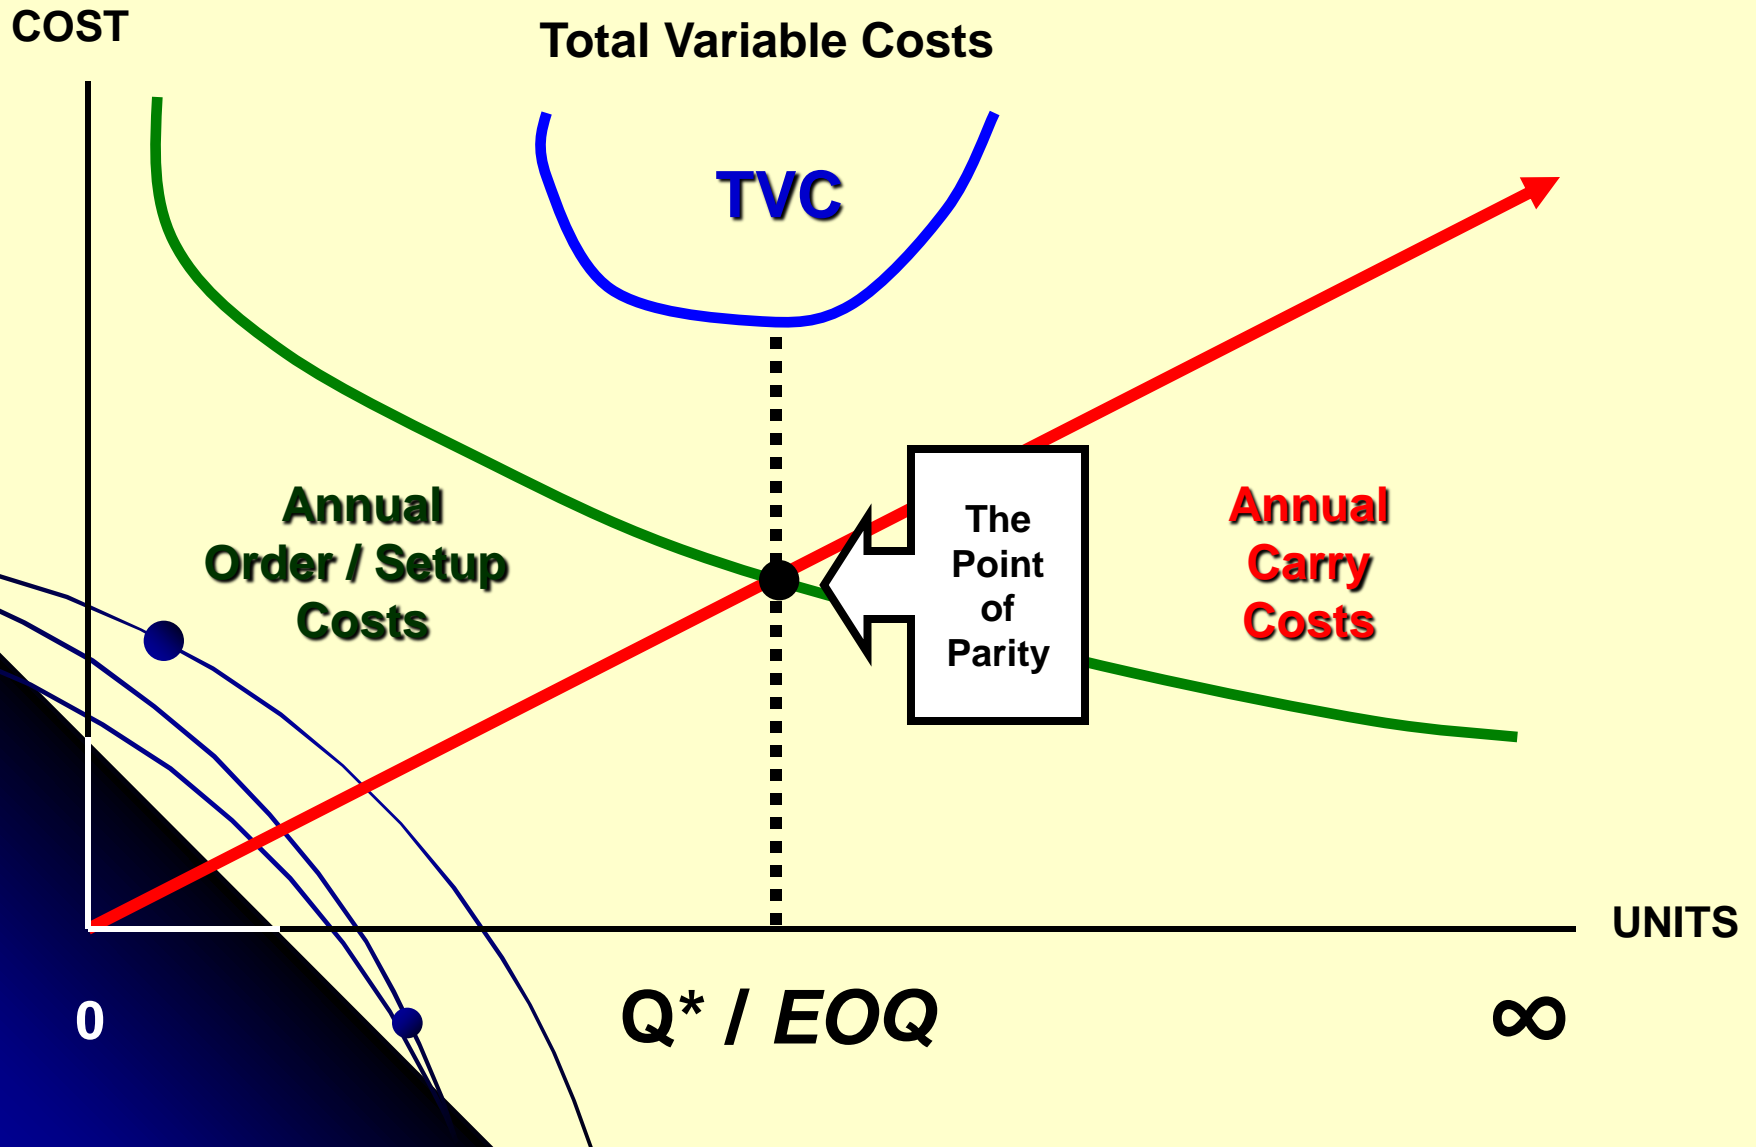 COST
Total Variable Costs
TVC
Annual
Order / Setup
Costs
The
Point
of
Parity
Annual
Carry
Costs
UNITS
0
Q* / EOQ
∞